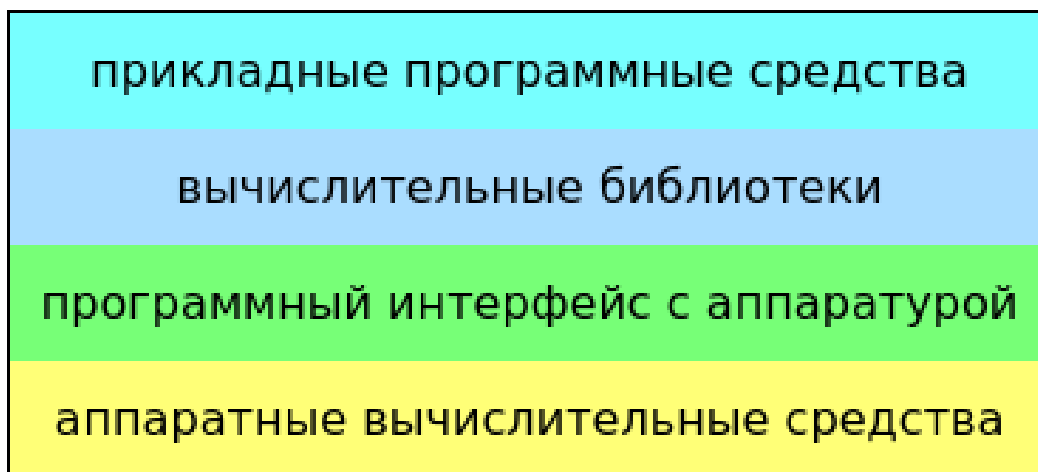 прикладные программные средства
вычислительные библиотеки
программный интерфейс с аппаратурой
аппаратные вычислительные средства